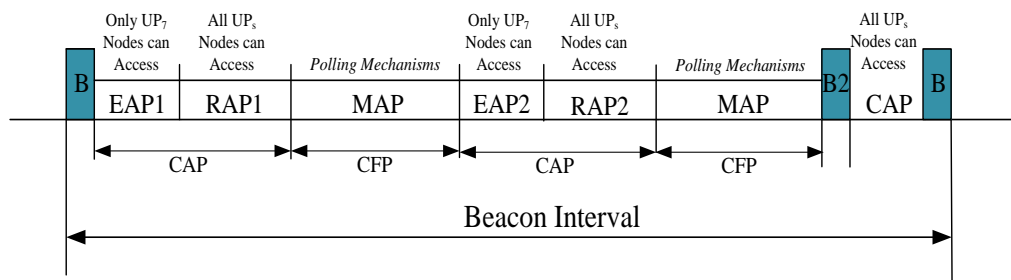 Only UP₇
Nodes can
Access
All UPₛ
Nodes can
Access
Polling Mechanisms
Only UP₇
Nodes can
Access
All UPₛ
Nodes can
Access
Polling Mechanisms
All UPₛ
Nodes can
Access
B
EAP1
RAP1
MAP
EAP2
RAP2
MAP
B2
CAP
B
CAP
CFP
CAP
CFP
Beacon Interval